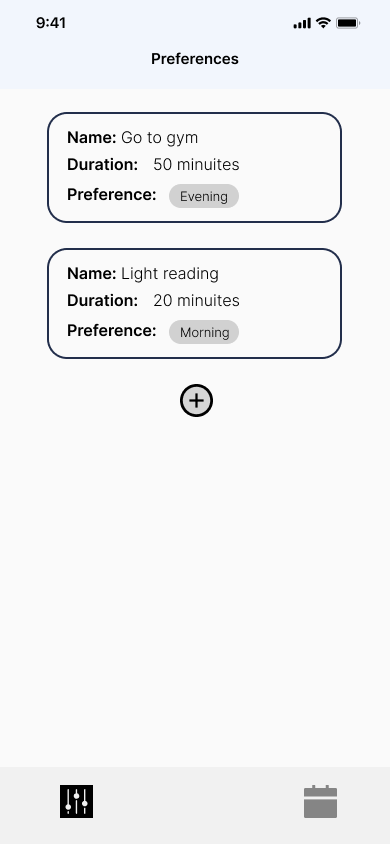 9:41
Preferences
Name: Go to gym
Duration: 50 minuites
Preference: Evening
Name: Light reading
Duration: 20 minuites
Preference: Morning